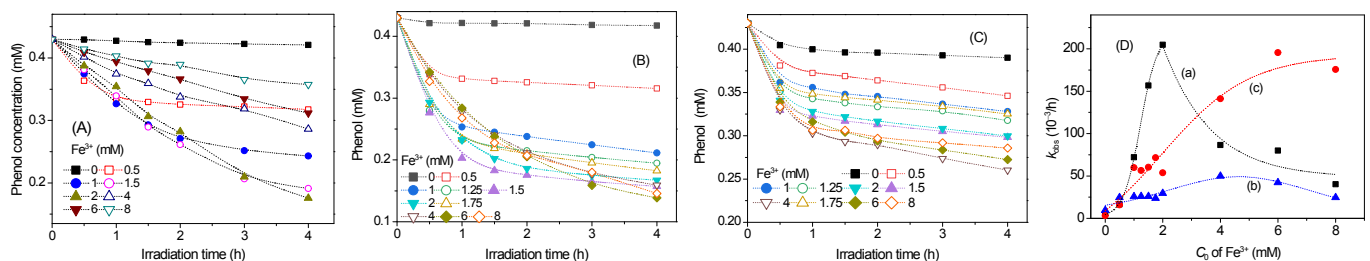 (A)
Phenol concentration (mM)
0.4
0.3
0.2
Fe³⁺ (mM)
0 0.5
1 1.5
2 4
6 8
0 1 2 3 4
Irradiation time (h)
(B)
Phenol (mM)
0.4
0.3
0.2
0.1
Fe³⁺ (mM)
0 0.5
1 1.25 1.5
2 1.75
4 6 8
0 1 2 3 4
Irradiation time (h)
(C)
Phenol (mM)
0.40
0.35
0.30
0.25
0.20
Fe³⁺ (mM)
0 0.5
1 1.25 1.5
2 1.75
4 6 8
0 1 2 3 4
Irradiation time (h)
(D)
k_obs (10⁻³/h)
200
150
100
50
0
(a)
(c)
(b)
0 2 4 6 8
C₀ of Fe³⁺ (mM)